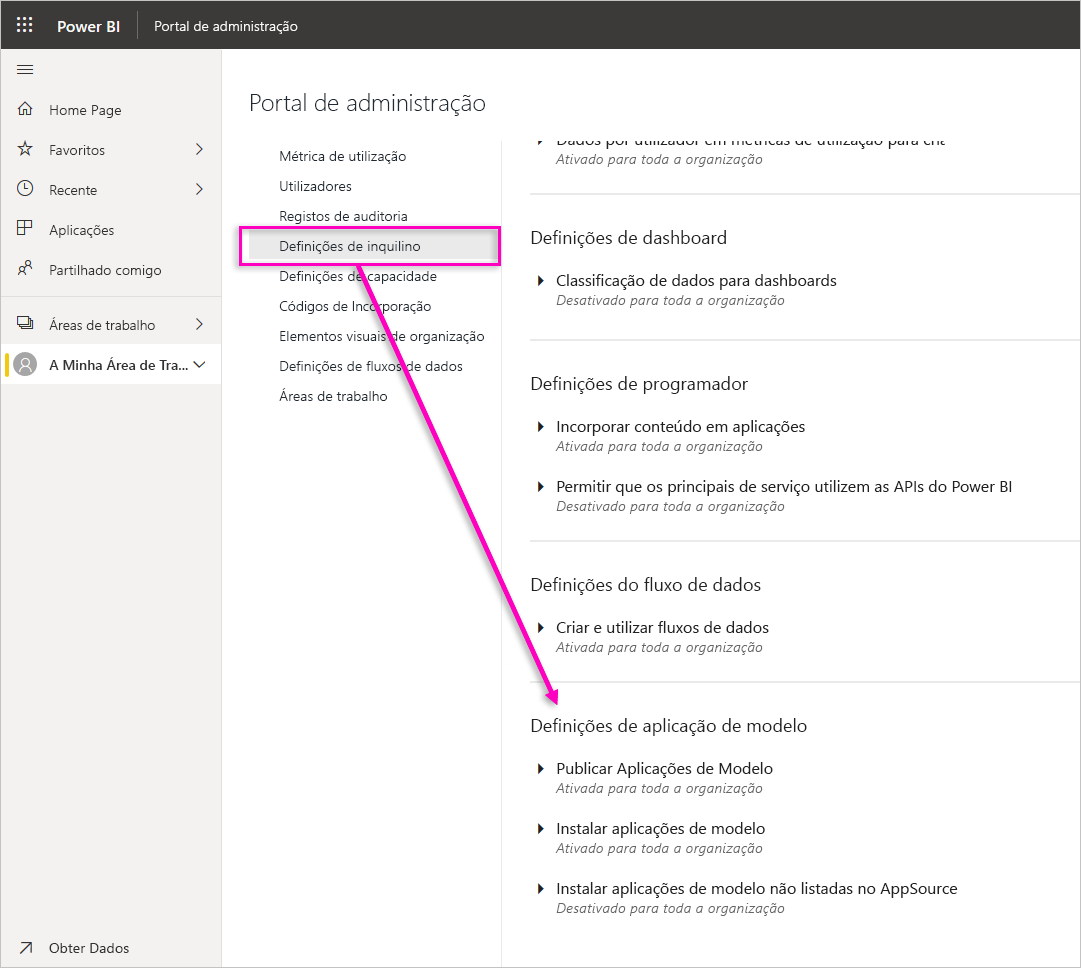 Power BI
Portal de administração
Home Page
Favoritos
Recente
Aplicações
Partilhado comigo
Áreas de trabalho
A Minha Área de Tra...
Obter Dados
Portal de administração
Métrica de utilização
Utilizadores
Registos de auditoria
Definições de inquilino
Definições de capacidade
Códigos de Incorporação
Elementos visuais de organização
Definições de fluxos de dados
Áreas de trabalho
Dados por utilizador em métricas de utilização para
Ativado para toda a organização
Definições de dashboard
Classificação de dados para dashboards
Desativado para toda a organização
Definições de programador
Incorporar conteúdo em aplicações
Ativada para toda a organização
Permitir que os principais de serviço utilizem as APIs do Power BI
Desativado para toda a organização
Definições do fluxo de dados
Criar e utilizar fluxos de dados
Ativada para toda a organização
Definições de aplicação de modelo
Publicar Aplicações de Modelo
Ativada para toda a organização
Instalar aplicações de modelo
Ativado para toda a organização
Instalar aplicações de modelo não listadas no AppSource
Desativado para toda a organização